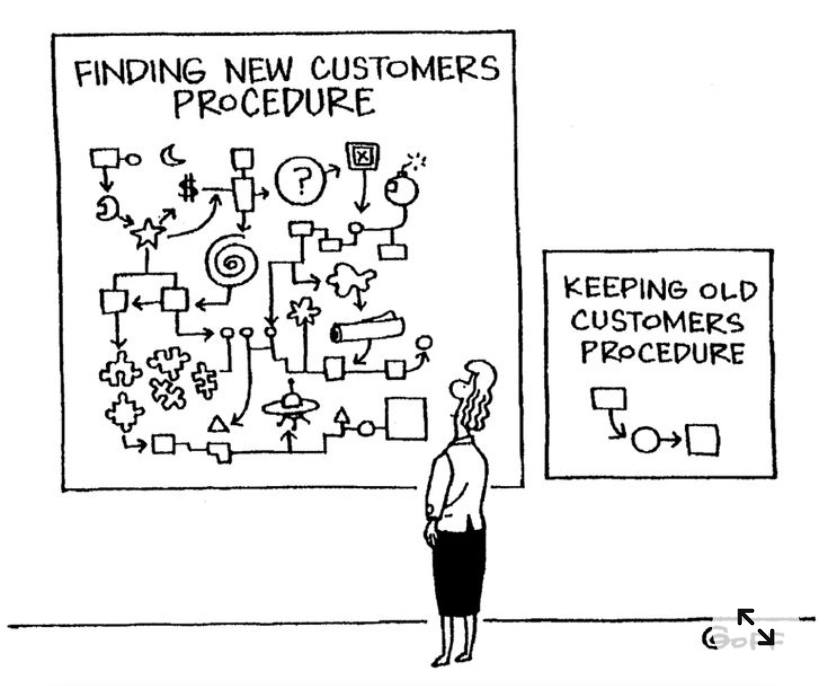 FINDING NEW CUSTOMERS
PROCEDURE
$
?
X
KEEPING OLD
CUSTOMERS
PROCEDURE